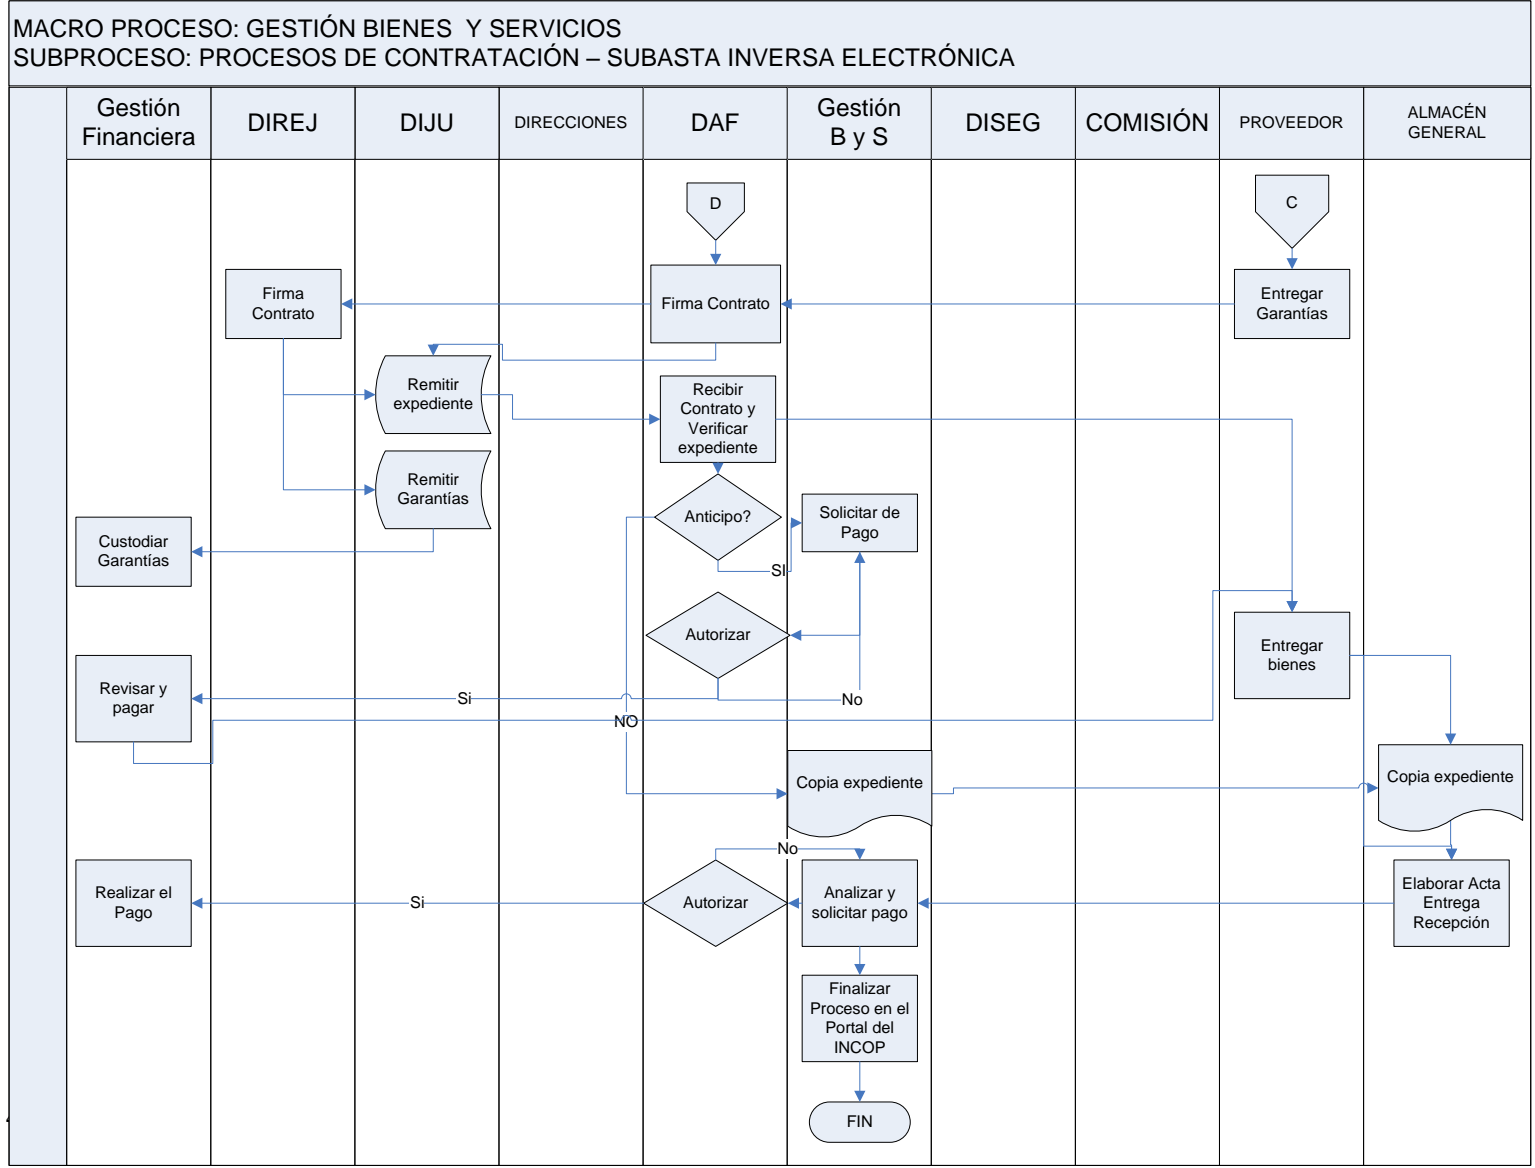 MACRO PROCESO: GESTIÓN BIENES Y SERVICIOS
SUBPROCESO: PROCESOS DE CONTRATACIÓN – SUBASTA INVERSA ELECTRÓNICA
Gestión
Financiera
DIREJ
DIJU
DIRECCIONES
DAF
Gestión
B y S
DISEG
COMISIÓN
PROVEEDOR
ALMACÉN
GENERAL
D
C
Firma
Contrato
Firma Contrato
Entregar
Garantías
Remitir
expediente
Recibir
Contrato y
Verificar
expediente
Remitir
Garantías
Anticipo?
Solicitar de
Pago
SI
Custodiar
Garantías
Autorizar
Entregar
bienes
Revisar y
pagar
Si
No
NO
Copia expediente
Copia expediente
No
Realizar el
Pago
Si
Autorizar
Analizar y
solicitar pago
Elaborar Acta
Entrega
Recepción
Finalizar
Proceso en el
Portal del
INCOP
FIN